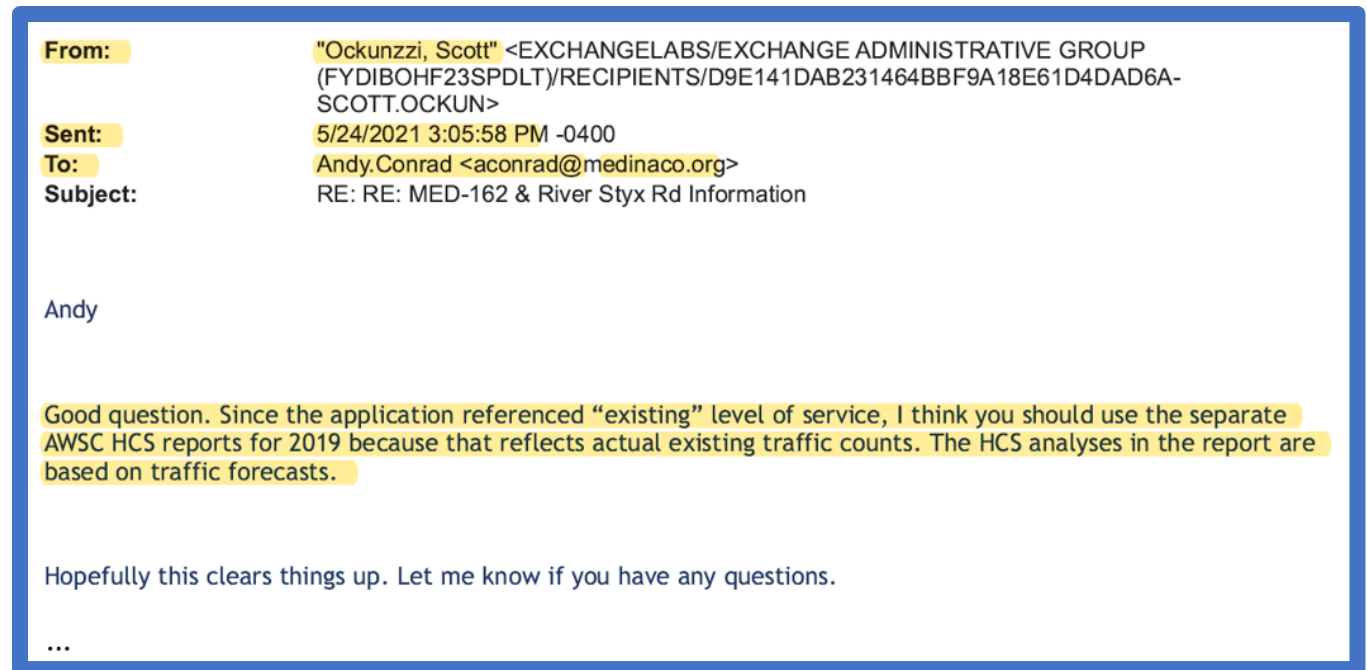 From: "Ockunzzi, Scott" <EXCHANGELABS/EXCHANGE ADMINISTRATIVE GROUP
(FYDIBOHF23SPDLT)/RECIPIENTS/D9E141DAB231464BBF9A18E61D4DAD6A-
SCOTT.OCKUN>
Sent: 5/24/2021 3:05:58 PM -0400
To: Andy.Conrad <aconrad@medinaco.org>
Subject: RE: RE: MED-162 & River Styx Rd Information
Andy
Good question. Since the application referenced “existing” level of service, I think you should use the separate
AWSC HCS reports for 2019 because that reflects actual existing traffic counts. The HCS analyses in the report are
based on traffic forecasts.
Hopefully this clears things up. Let me know if you have any questions.
...